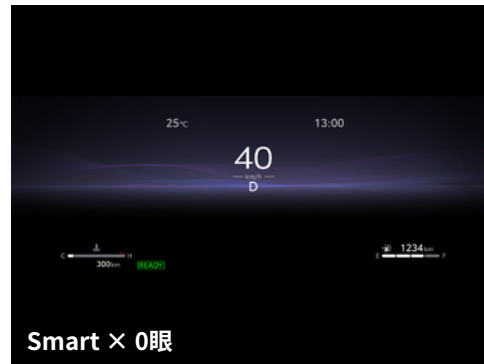 25℃ 13:00
40
km/h
D
C H E F
300km [READY] 1234km
Smart × 0眼